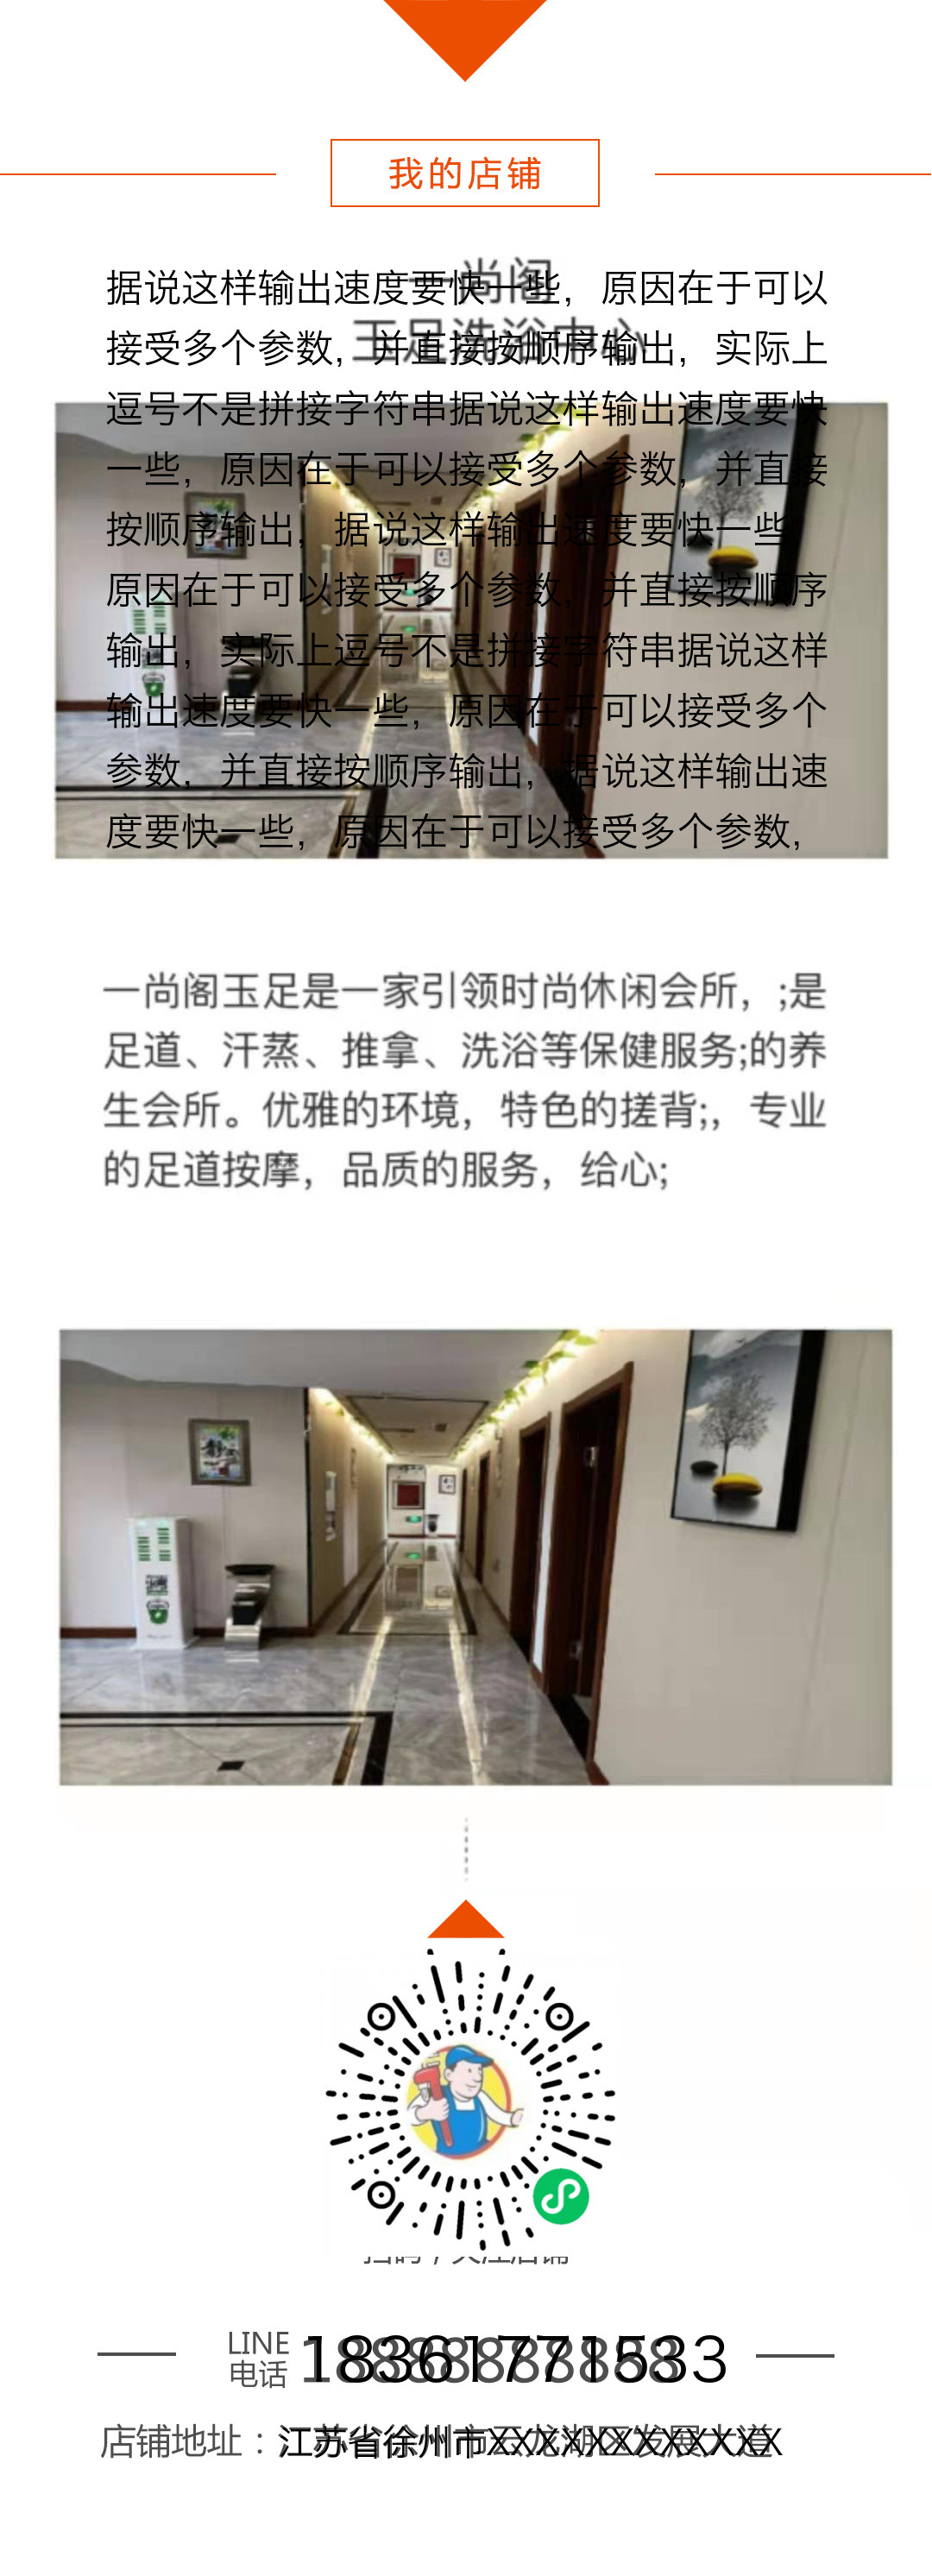 我的店铺
一尚阁
玉足洗浴中心
据说这样输出速度要快一些，原因在于可以
接受多个参数，并直接按顺序输出，实际上
逗号不是拼接字符串据说这样输出速度要快
一些，原因在于可以接受多个参数，并直接
按顺序输出，据说这样输出速度要快一些，
原因在于可以接受多个参数，并直接按顺序
输出，实际上逗号不是拼接字符串据说这样
输出速度要快一些，原因在于可以接受多个
参数，并直接按顺序输出，据说这样输出速
度要快一些，原因在于可以接受多个参数，
一尚阁玉足是一家引领时尚休闲会所，;是
足道、汗蒸、推拿、洗浴等保健服务;的养
生会所。优雅的环境，特色的搓背;，专业
的足道按摩，品质的服务，给心;
LINE
电话
18361771533
店铺地址：江苏省徐州市XXXXXXXXXXXXX